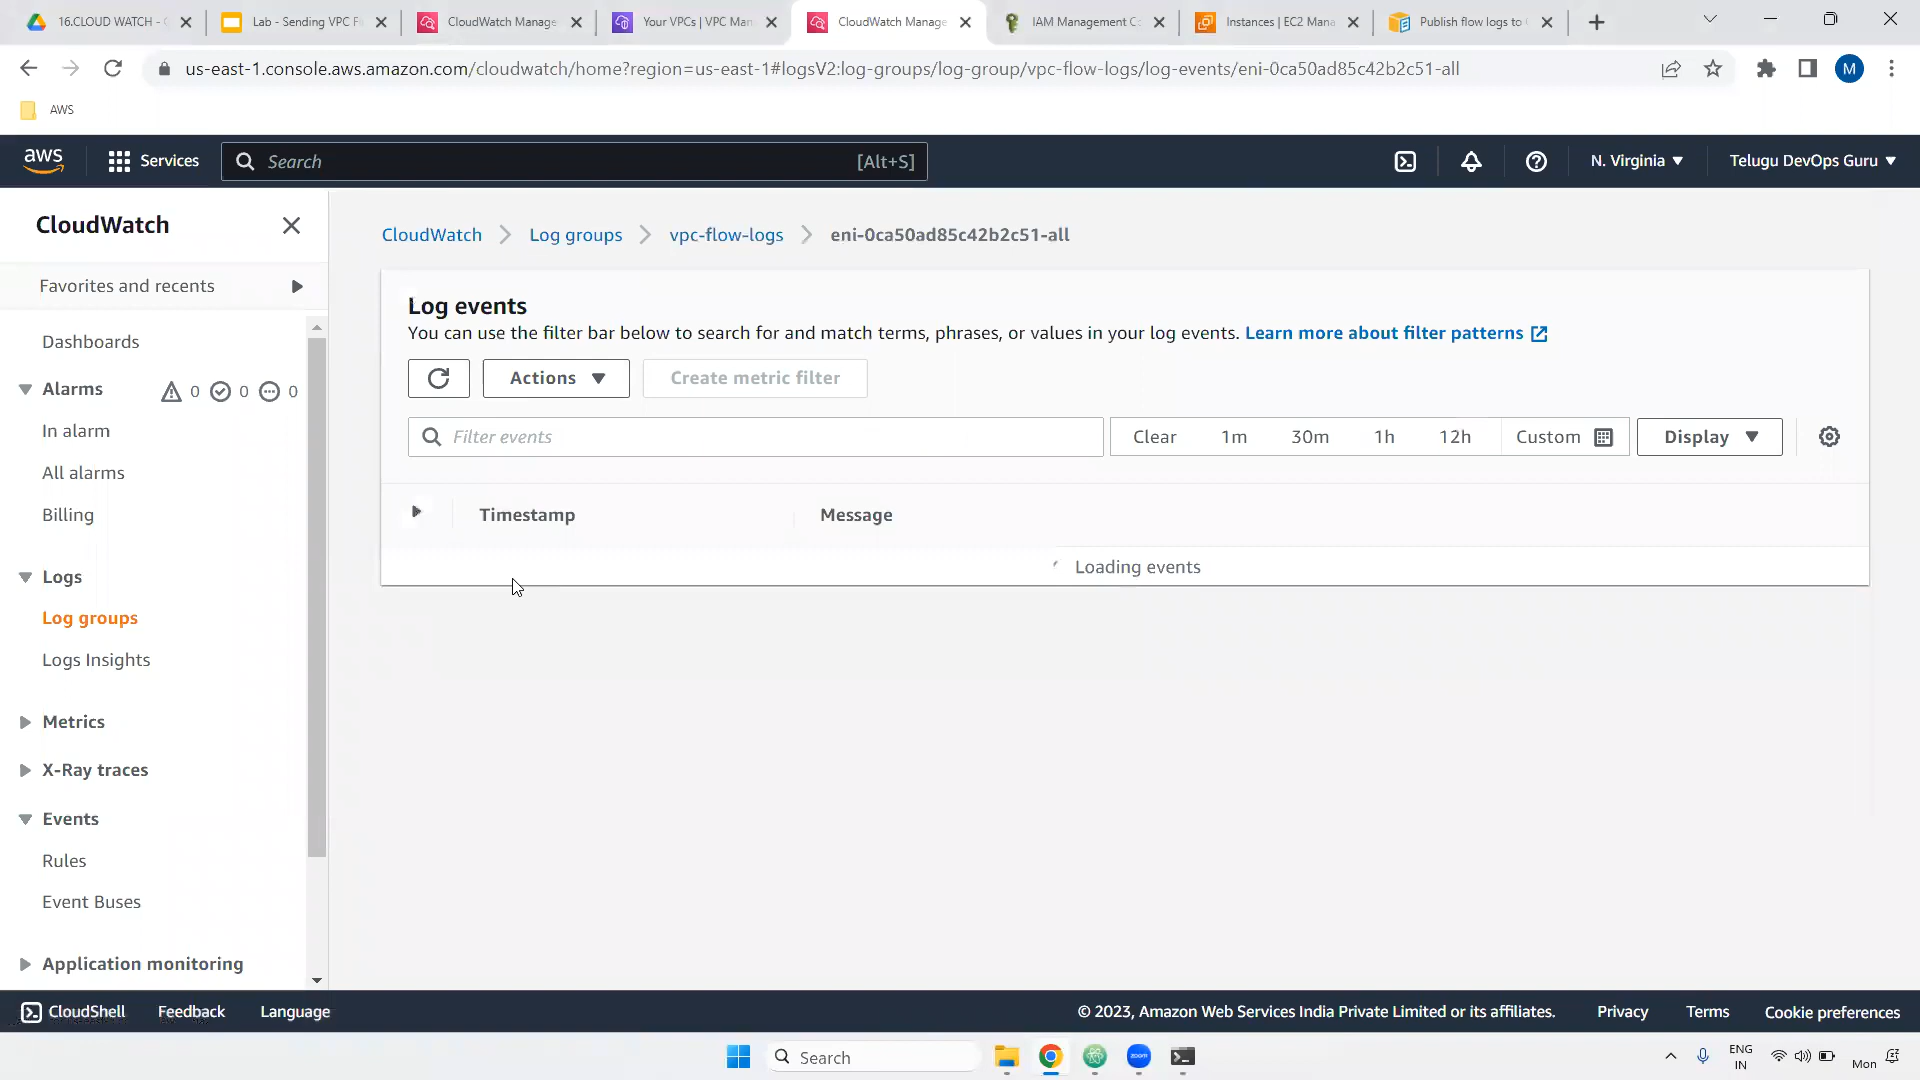 16.CLOUD WATCH - G
Lab - Sending VPC F
CloudWatch Manage
Your VPCs | VPC Man
CloudWatch Manage
IAM Management Co
Instances | EC2 Mana
Publish flow logs to
us-east-1.console.aws.amazon.com/cloudwatch/home?region=us-east-1#logsV2:log-groups/log-group/vpc-flow-logs/log-events/eni-0ca50ad85c42b2c51-all
M
AWS
aws
Services
Search
[Alt+S]
N. Virginia
Telugu DevOps Guru
CloudWatch
Favorites and recents
Dashboards
Alarms 0 0 0
In alarm
All alarms
Billing
Logs
Log groups
Logs Insights
Metrics
X-Ray traces
Events
Rules
Event Buses
Application monitoring
CloudWatch
Log groups
vpc-flow-logs
eni-0ca50ad85c42b2c51-all
Log events
You can use the filter bar below to search for and match terms, phrases, or values in your log events. Learn more about filter patterns
Actions
Create metric filter
Filter events
Clear 1m 30m 1h 12h Custom
Display
Timestamp
Message
Loading events
CloudShell
Feedback
Language
© 2023, Amazon Web Services India Private Limited or its affiliates.
Privacy
Terms
Cookie preferences
Search
zoom
ENG
IN
Mon